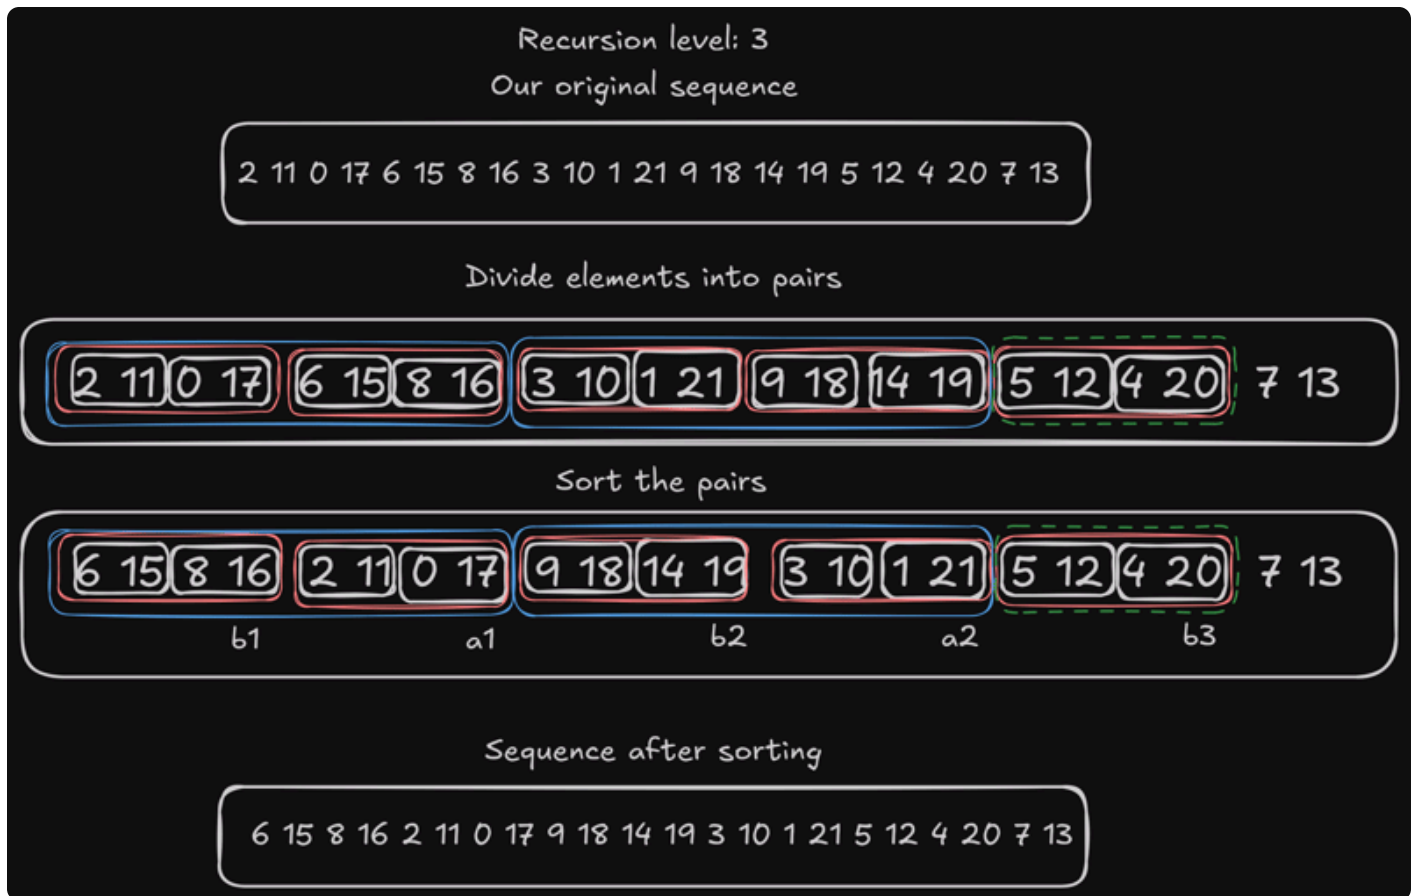 Recursion level: 3
Our original sequence
2 11 0 17 6 15 8 16 3 10 1 21 9 18 14 19 5 12 4 20 7 13
Divide elements into pairs
2 11 0 17 6 15 8 16 3 10 1 21 9 18 14 19 5 12 4 20 7 13
Sort the pairs
6 15 8 16 2 11 0 17 9 18 14 19 3 10 1 21 5 12 4 20 7 13
b1 a1 b2 a2 b3
Sequence after sorting
6 15 8 16 2 11 0 17 9 18 14 19 3 10 1 21 5 12 4 20 7 13